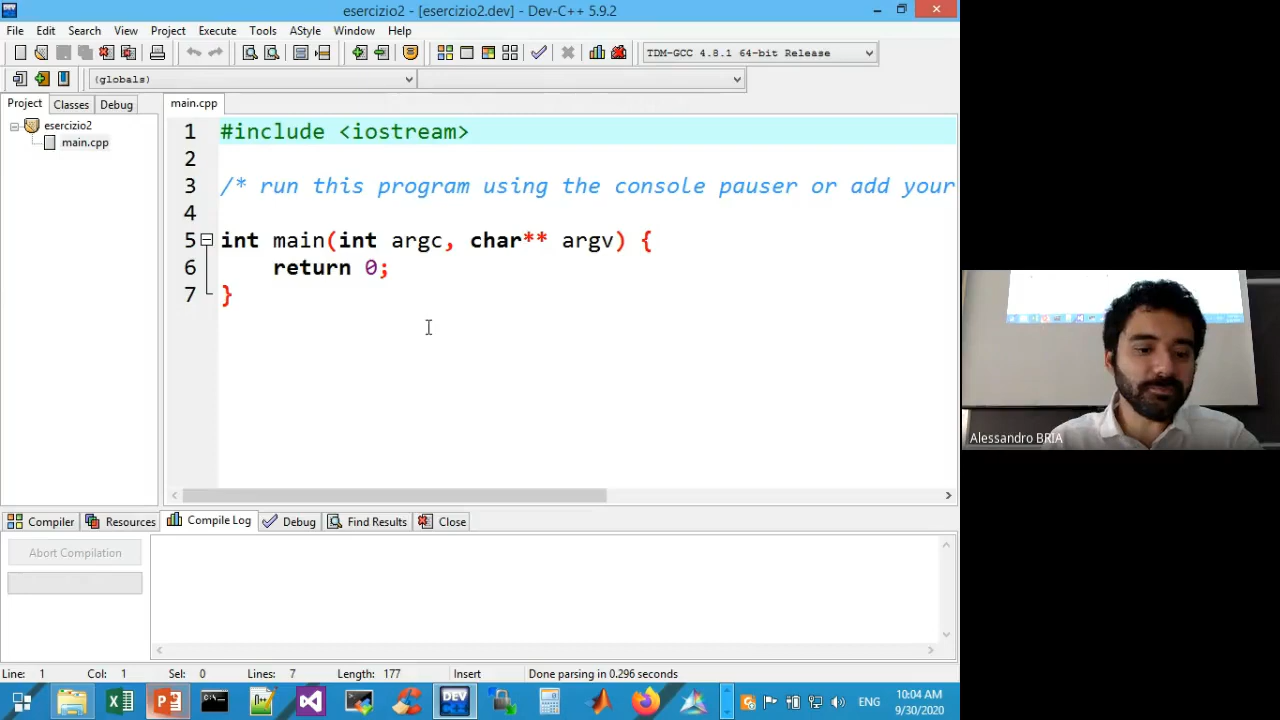 esercizio2 - [esercizio2.dev] - Dev-C++ 5.9.2
File Edit Search View Project Execute Tools AStyle Window Help
TDM-GCC 4.8.1 64-bit Release
(globals)
Project Classes Debug
main.cpp
esercizio2
main.cpp
1 #include <iostream>
2
3 /* run this program using the console pauser or add your
4
5 int main(int argc, char** argv) {
6 return 0;
7 }
Alessandro BRIA
Compiler Resources Compile Log Debug Find Results Close
Abort Compilation
Line: 1 Col: 1 Sel: 0 Lines: 7 Length: 177 Insert Done parsing in 0.296 seconds
DEV
ENG
10:04 AM
9/30/2020